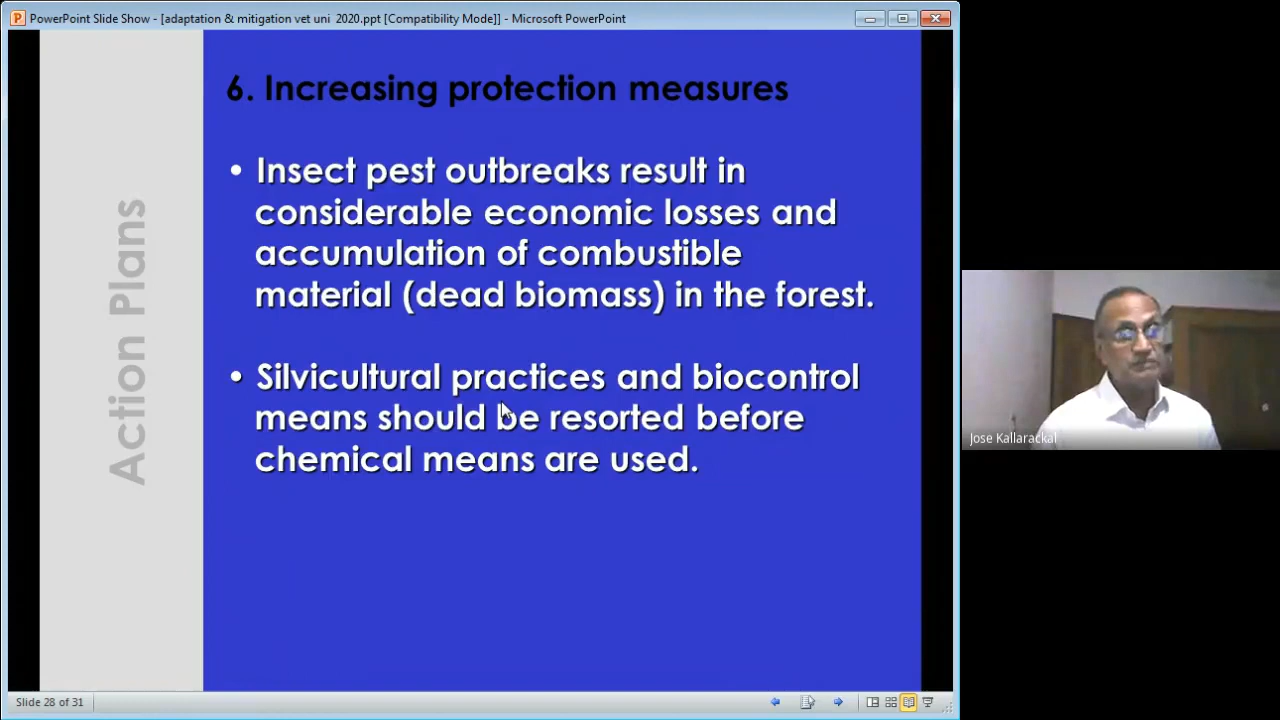 PowerPoint Slide Show - [adaptation & mitigation vet uni 2020.ppt [Compatibility Mode]] - Microsoft PowerPoint
Action Plans
6. Increasing protection measures
• Insect pest outbreaks result in
considerable economic losses and
accumulation of combustible
material (dead biomass) in the forest.
• Silvicultural practices and biocontrol
means should be resorted before
chemical means are used.
Jose Kallarackal
Slide 28 of 31